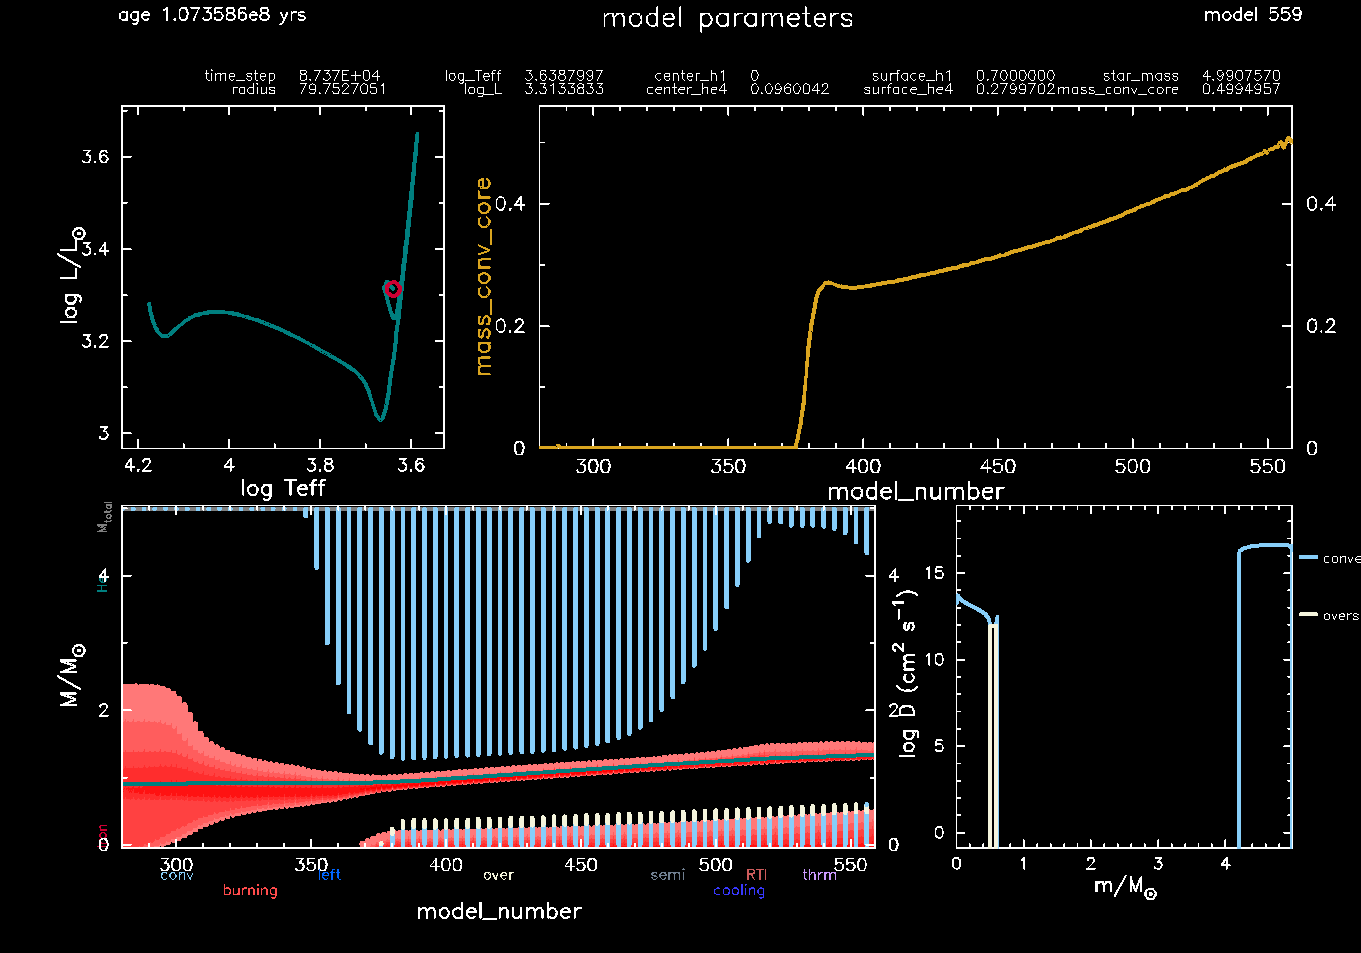 age 1.073586e8 yrs
model parameters
model 559
time_step 8.737E+04 log_Teff 3.6387997 center_h1 0 surface_h1 0.7000000 star_mass 4.9907570
radius 79.7527051 log_L 3.3133833 center_he4 0.0960042 surface_he4 0.2799702 mass_conv_core 0.4994957
log L/L⊙
3.6
3.4
3.2
3
4.2 4 3.8 3.6
log Teff
mass_conv_core
0.4
0.2
0
0.4
0.2
0
300 350 400 450 500 550
model_number
M/M⊙
Mtotal
He
4
2
0
4
2
0
300 350 400 450 500 550
conv left over semi RTI thrm
burning cooling
model_number
log D (cm² s⁻¹)
15
10
5
0
0 1 2 3 4
m/M⊙
conve
overs